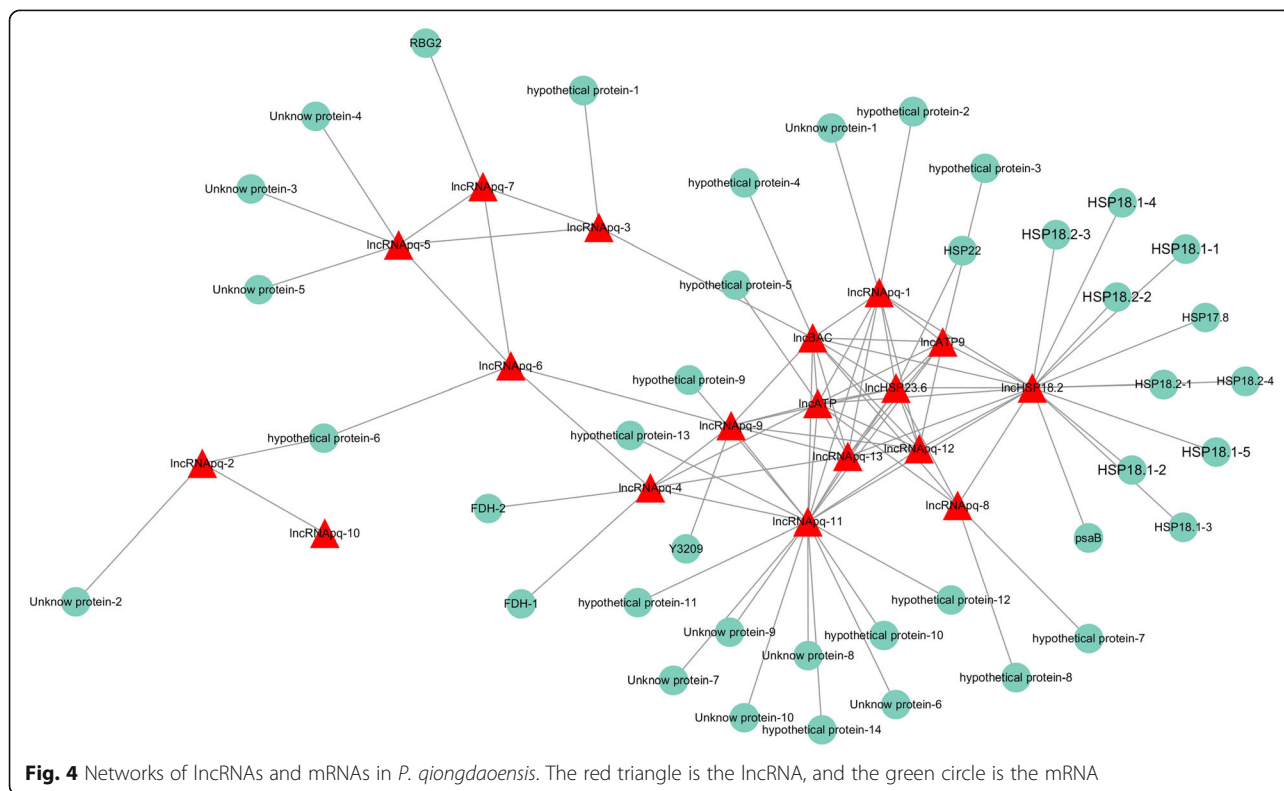 RBG2
hypothetical protein-1
Unknow protein-4
Unknow protein-1
hypothetical protein-2
hypothetical protein-3
hypothetical protein-4
Unknow protein-3
lncRNApq-7
HSP18.1-4
lncRNApq-3
HSP18.2-3
lncRNApq-5
HSP22
HSP18.1-1
Unknow protein-5
hypothetical protein-5
lncRNApq-1
HSP18.2-2
HSP17.8
lncBAC
lncATP9
lncRNApq-6
hypothetical protein-9
lncHSP23.6
lncHSP18.2
HSP18.2-1
HSP18.2-4
lncATP
lncRNApq-9
hypothetical protein-13
hypothetical protein-6
lncRNApq-12
HSP18.1-5
lncRNApq-2
lncRNApq-13
HSP18.1-2
lncRNApq-4
lncRNApq-8
FDH-2
lncRNApq-11
HSP18.1-3
lncRNApq-10
psaB
Y3209
Unknow protein-2
FDH-1
hypothetical protein-11
hypothetical protein-12
Unknow protein-9
hypothetical protein-10
hypothetical protein-7
Unknow protein-8
Unknow protein-7
hypothetical protein-8
Unknow protein-6
Unknow protein-10
hypothetical protein-14
Fig. 4 Networks of lncRNAs and mRNAs in P. qiongdaoensis. The red triangle is the lncRNA, and the green circle is the mRNA